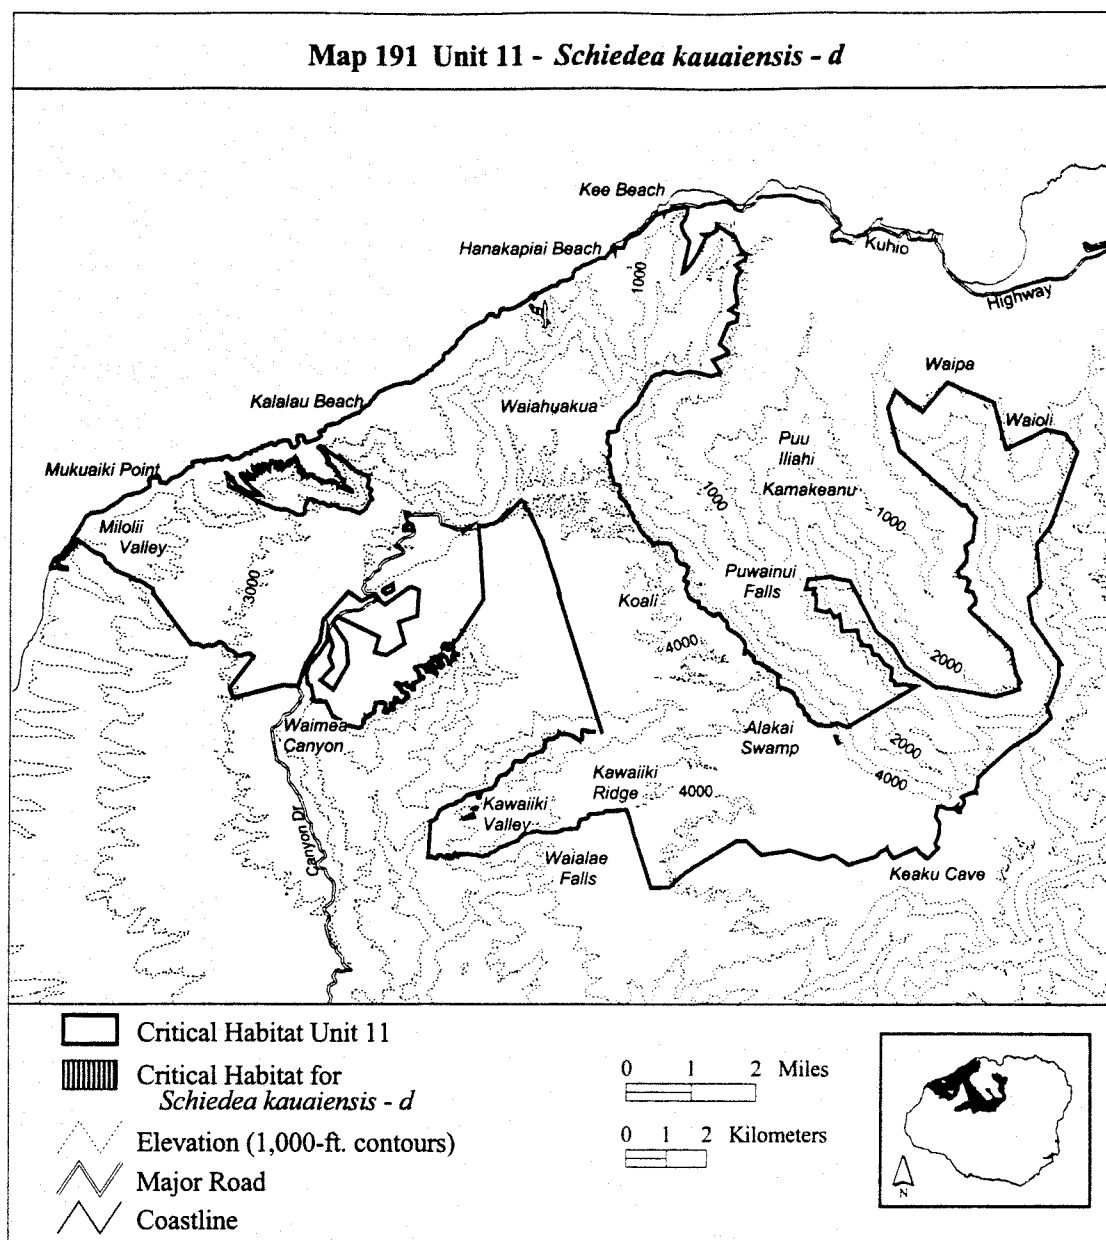 Map 191 Unit 11 - Schiedea kauaiensis - d
Kee Beach
Hanakapiai Beach
Kuhio
Highway
1000
Waipa
Kalalau Beach
Waiahuakua
Waioli
Puu
Iliahi
Mukuaiki Point
Kamakeanu
1000
1000
Milolii
Valley
3000
Puwainui
Falls
Koali
4000
2000
Waimea
Canyon
Alakai
Swamp
2000
4000
Kawaiiki
Ridge
4000
Kawaiiki
Valley
Canyon Dr
Waialae
Falls
Keaku Cave
Critical Habitat Unit 11
Critical Habitat for
Schiedea kauaiensis - d
Elevation (1,000-ft. contours)
Major Road
Coastline
0 1 2 Miles
0 1 2 Kilometers
N